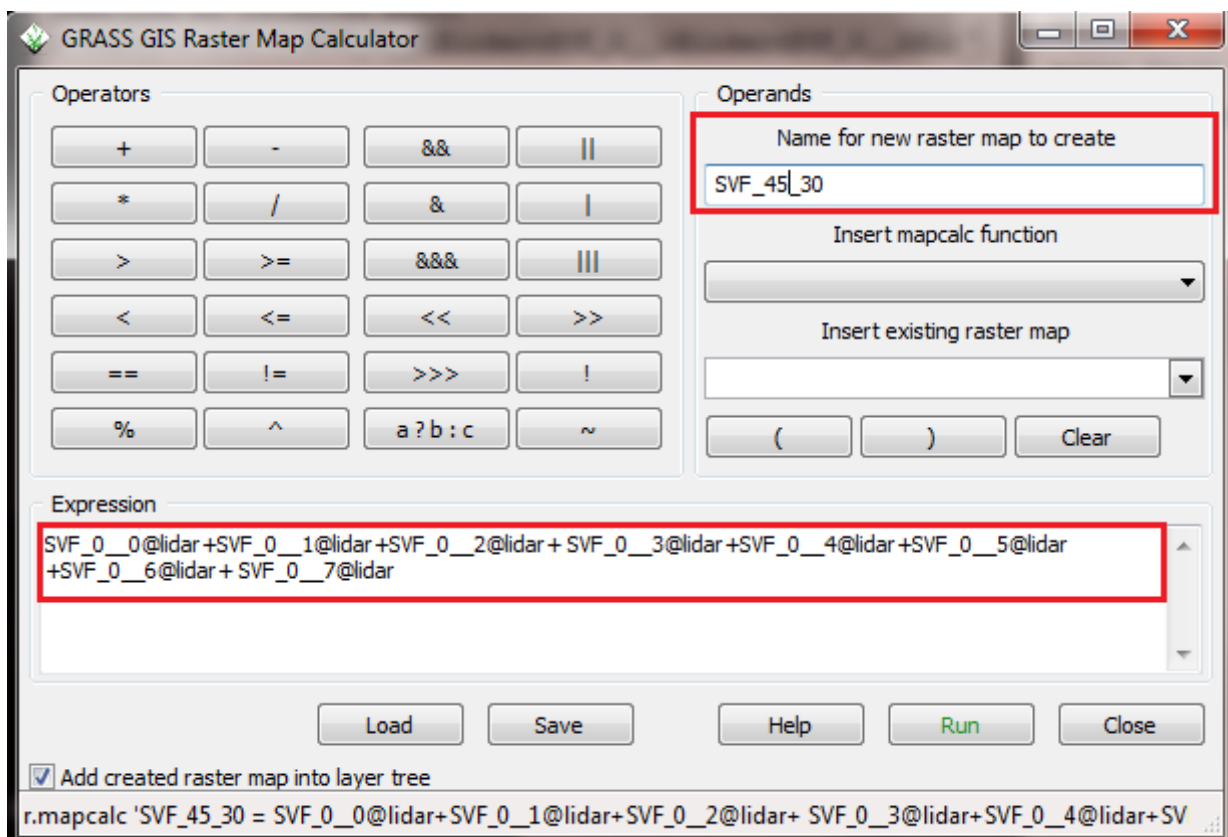 GRASS GIS Raster Map Calculator
Operators
+ - && ||
* / & |
> >= &&& |||
< <= << >>
== != >>> !
% ^ a?b:c ~
Operands
Name for new raster map to create
SVF_45_30
Insert mapcalc function
Insert existing raster map
( ) Clear
Expression
SVF_0__0@lidar+SVF_0__1@lidar+SVF_0__2@lidar+ SVF_0__3@lidar+SVF_0__4@lidar+SVF_0__5@lidar
+SVF_0__6@lidar+ SVF_0__7@lidar
Load Save Help Run Close
Add created raster map into layer tree
r.mapcalc 'SVF_45_30 = SVF_0__0@lidar+SVF_0__1@lidar+SVF_0__2@lidar+ SVF_0__3@lidar+SVF_0__4@lidar+SV